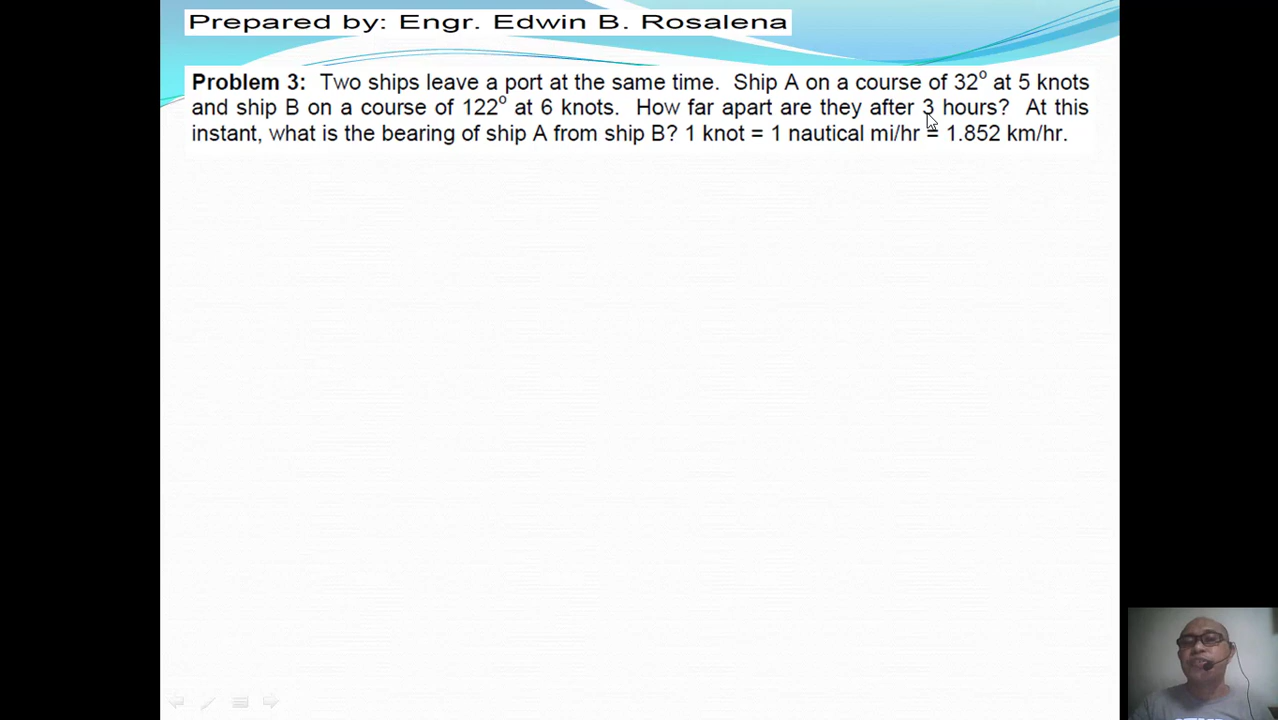 Prepared by: Engr. Edwin B. Rosalena
Problem 3: Two ships leave a port at the same time. Ship A on a course of 32º at 5 knots
and ship B on a course of 122º at 6 knots. How far apart are they after 3 hours? At this
instant, what is the bearing of ship A from ship B? 1 knot = 1 nautical mi/hr = 1.852 km/hr.